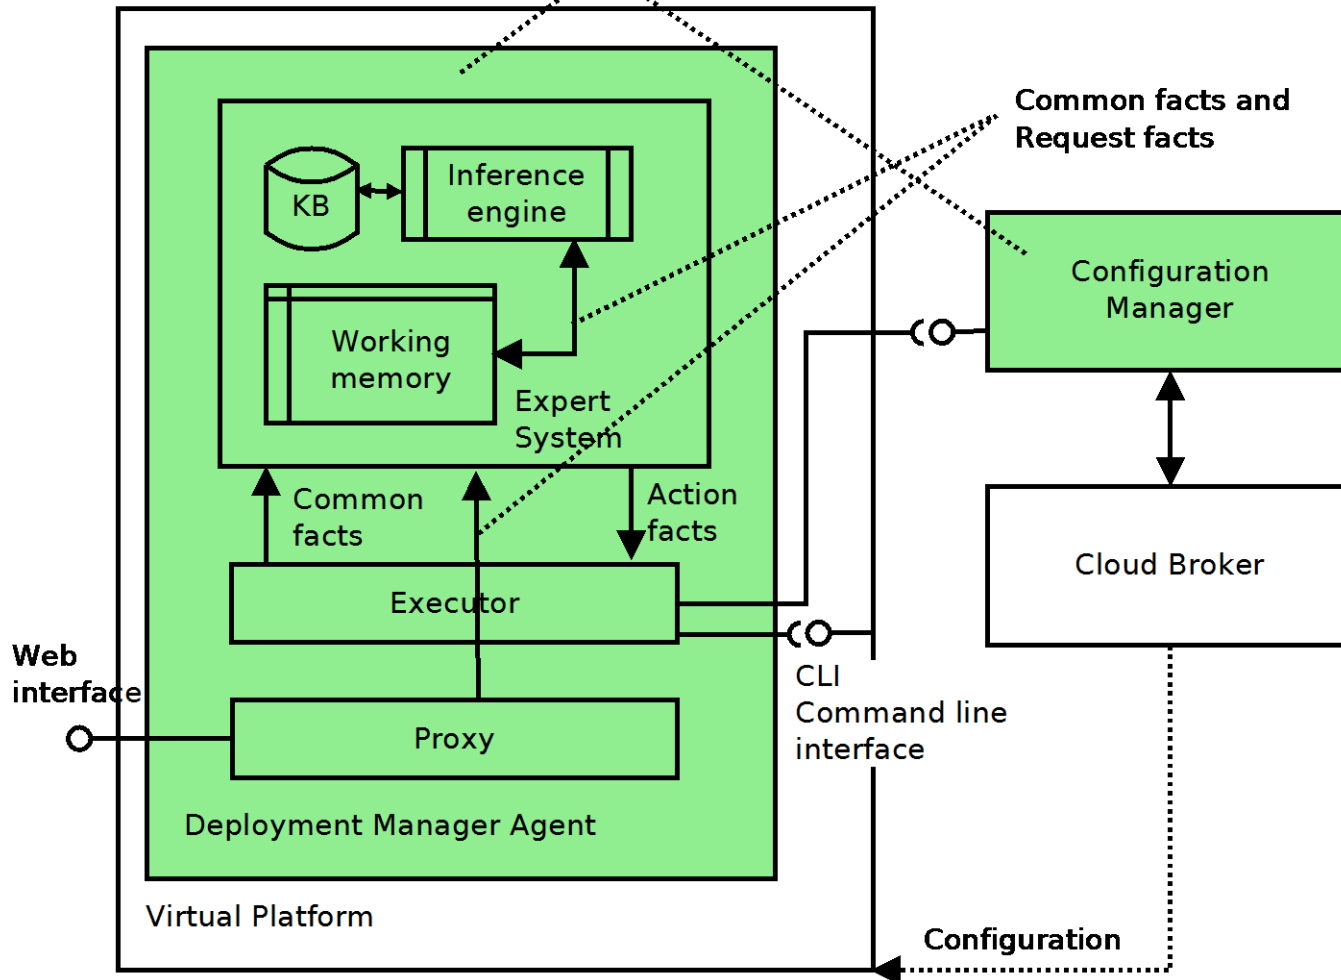 Common facts and
Request facts
Inference
engine
KB
Configuration
Manager
Working
memory
Expert
System
Common
facts
Action
facts
Cloud Broker
Executor
Web
interface
CLI
Command line
interface
Proxy
Deployment Manager Agent
Virtual Platform
Configuration